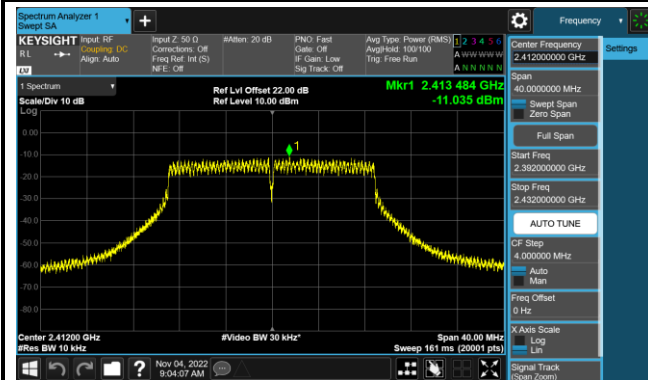 Spectrum Analyzer 1
Swept SA
+
Frequency
KEYSIGHT
RL
LXI
Input: RF
Coupling: DC
Align: Auto
Input Z: 50 Ω
Corrections: Off
Freq Ref: Int (S)
NFE: Off
#Atten: 20 dB
PNO: Fast
Gate: Off
IF Gain: Low
Sig Track: Off
Avg Type: Power (RMS)
Avg|Hold: 100/100
Trig: Free Run
1 2 3 4 5 6
A W W W W W
A N N N N N
1 Spectrum
Scale/Div 10 dB
Log
Ref Lvl Offset 22.00 dB
Ref Level 10.00 dBm
Mkr1 2.413 484 GHz
-11.035 dBm
1
0.00
-10.0
-20.0
-30.0
-40.0
-50.0
-60.0
-70.0
-80.0
Center 2.41200 GHz
#Res BW 10 kHz
#Video BW 30 kHz*
Span 40.00 MHz
Sweep 161 ms (20001 pts)
?
Nov 04, 2022
9:04:07 AM
Center Frequency
2.412000000 GHz
Settings
Span
40.0000000 MHz
Swept Span
Zero Span
Full Span
Start Freq
2.392000000 GHz
Stop Freq
2.432000000 GHz
AUTO TUNE
CF Step
4.000000 MHz
Auto
Man
Freq Offset
0 Hz
X Axis Scale
Log
Lin
Signal Track
(Span Zoom)